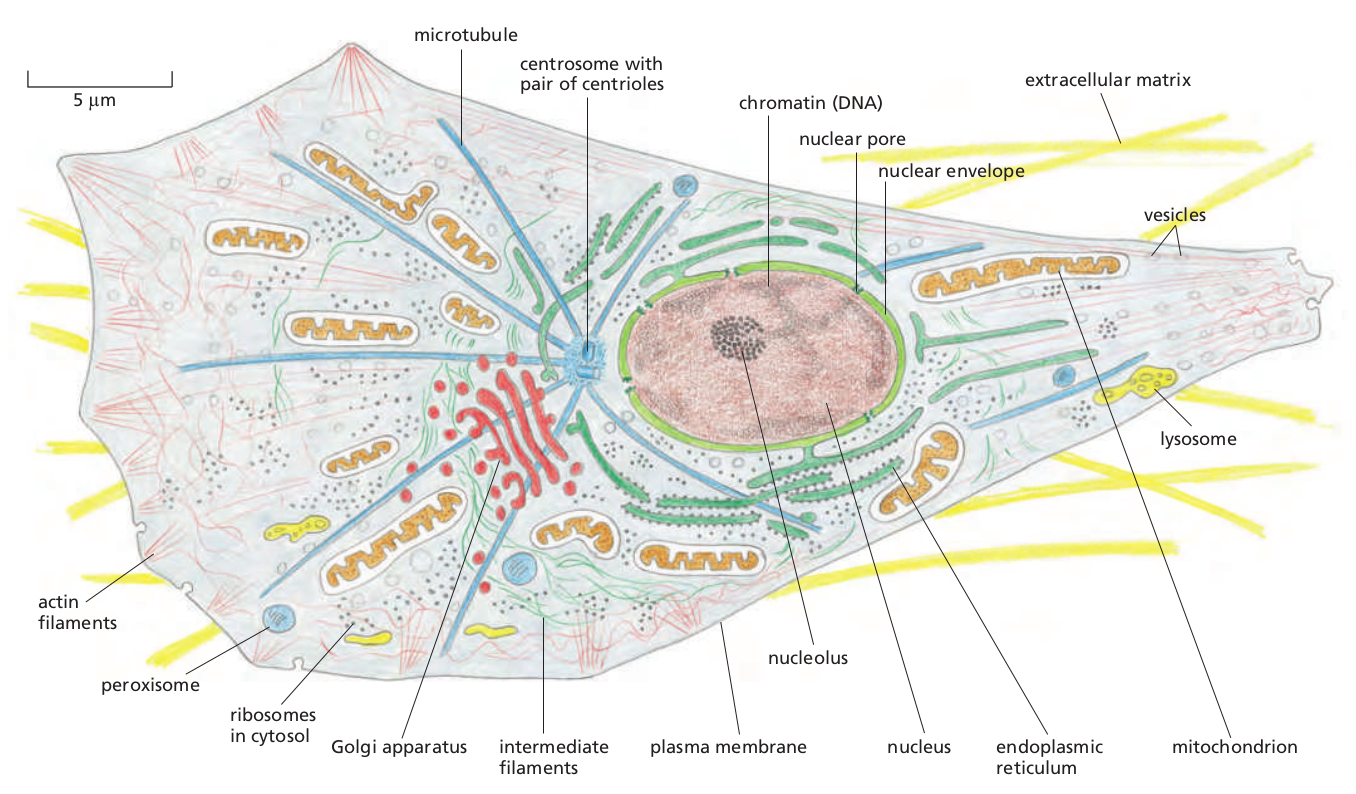 microtubule
centrosome with
pair of centrioles
extracellular matrix
5 μm
chromatin (DNA)
nuclear pore
nuclear envelope
vesicles
lysosome
actin
filaments
peroxisome
ribosomes
in cytosol
Golgi apparatus
intermediate
filaments
plasma membrane
nucleolus
nucleus
endoplasmic
reticulum
mitochondrion